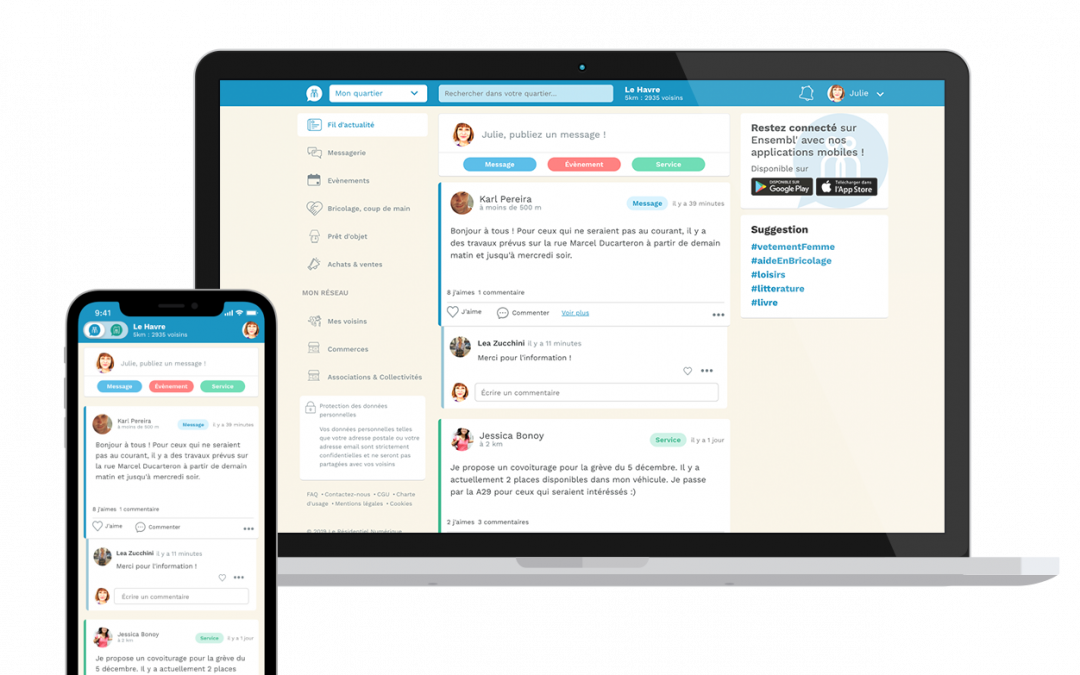 Mon quartier
Rechercher dans votre quartier...
Le Havre
5km : 2935 voisins
Julie
Fil d'actualité
Messagerie
Evènements
Bricolage, coup de main
Prêt d'objet
Achats & ventes
MON RÉSEAU
Mes voisins
Commerces
Associations & Collectivités
Protection des données
personnelles
Vos données personnelles telles
que votre adresse postale ou votre
adresse email sont strictement
confidentielles et ne seront pas
partagées avec vos voisins
FAQ • Contactez-nous • CGU • Charte
d'usage • Mentions légales • Cookies
© 2019 Le Résidentiel Numérique
Julie, publiez un message !
Message
Évènement
Service
Karl Pereira
à moins de 500 m
Message
il y a 39 minutes
Bonjour à tous ! Pour ceux qui ne seraient pas au courant, il y a
des travaux prévus sur la rue Marcel Ducarteron à partir de demain
matin et jusqu'à mercredi soir.
8 j'aimes 1 commentaire
J'aime
Commenter
Voir plus
Lea Zucchini il y a 11 minutes
Merci pour l'information !
Écrire un commentaire
Jessica Bonoy
à 2 km
Service
il y a 1 jour
Je propose un covoiturage pour la grève du 5 décembre. Il y a
actuellement 2 places disponibles dans mon véhicule. Je passe
par la A29 pour ceux qui seraient intéréssés :)
2 j'aimes 3 commentaires
Restez connecté sur
Ensembl' avec nos
applications mobiles !
Disponible sur
DISPONIBLE SUR
Google Play
Télécharger dans
l'App Store
Suggestion
#vetementFemme
#aideEnBricolage
#loisirs
#litterature
#livre
9:41
Le Havre
5km : 2935 voisins
Julie, publiez un message !
Message
Évènement
Service
Karl Pereira
à moins de 500 m
Message
il y a 39 minutes
Bonjour à tous ! Pour ceux qui ne seraient
pas au courant, il y a des travaux prévus sur
la rue Marcel Ducarteron à partir de demain
matin et jusqu'à mercredi soir.
8 j'aimes 1 commentaire
J'aime
Commenter
Lea Zucchini il y a 11 minutes
Merci pour l'information !
Écrire un commentaire
Jessica Bonoy
à 2 km
Service
il y a 1 jour
Je propose un covoiturage pour la grève du
5 décembre. Il y a actuellement 2 places